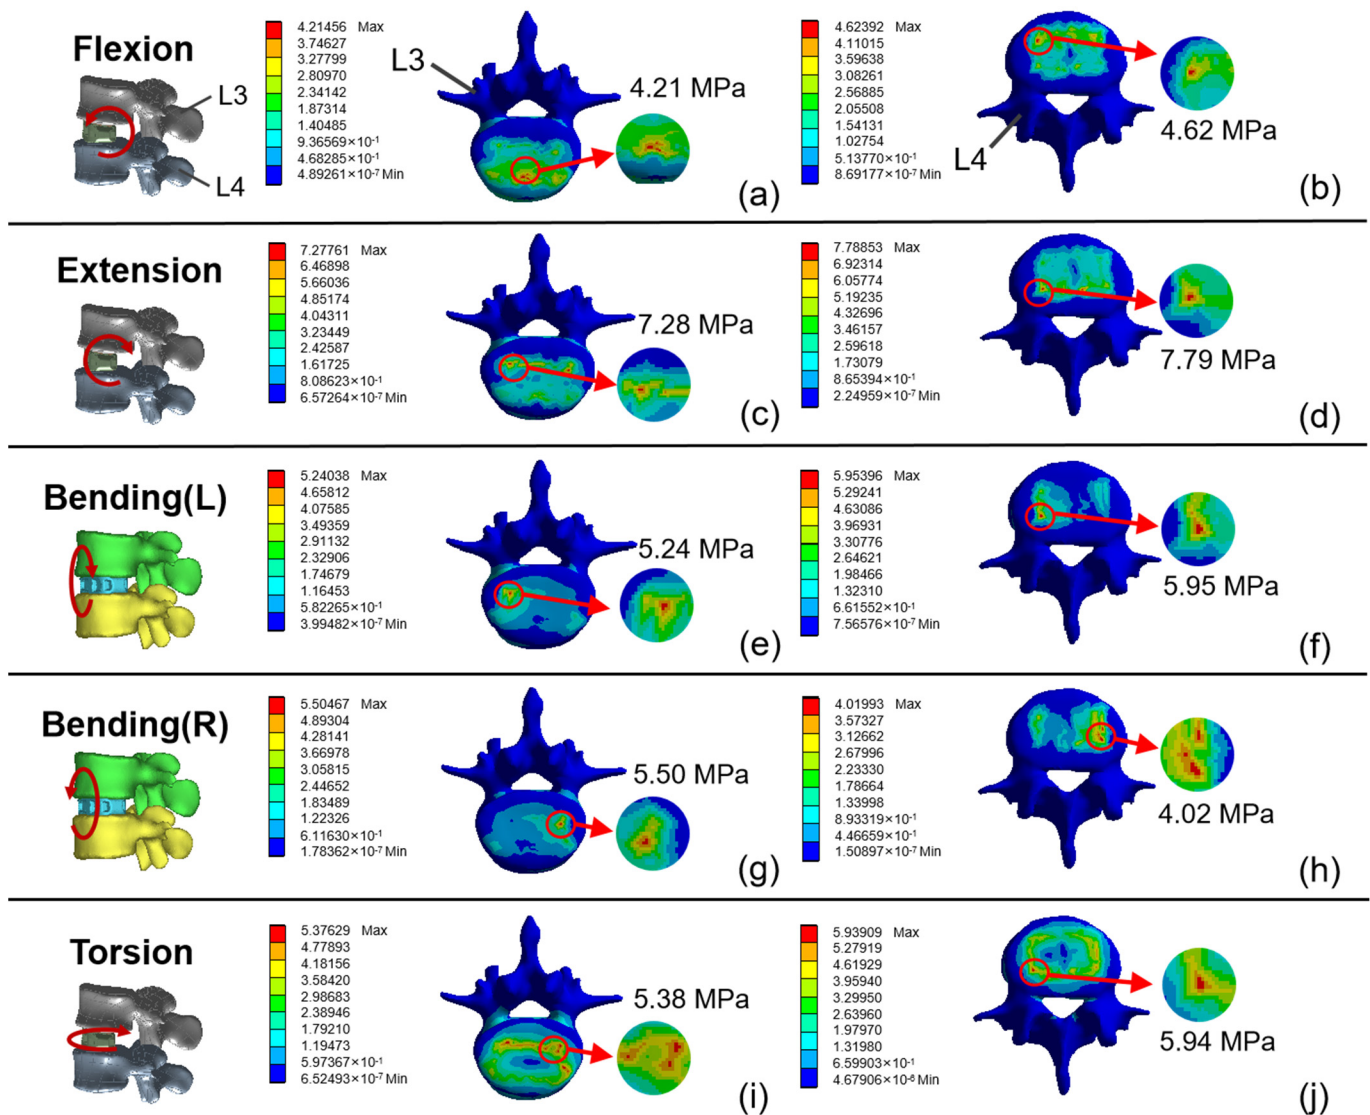 Flexion
L3
L4
4.21456 Max
3.74627
3.27799
2.80970
2.34142
1.87314
1.40485
9.36569×10⁻¹
4.68285×10⁻¹
4.89261×10⁻⁷ Min
L3
4.21 MPa
(a)
4.62392 Max
4.11015
3.59638
3.08261
2.56885
2.05508
1.54131
1.02754
5.13770×10⁻¹
8.69177×10⁻⁷ Min
L4
4.62 MPa
(b)
Extension
7.27761 Max
6.46898
5.66036
4.85174
4.04311
3.23449
2.42587
1.61725
8.08623×10⁻¹
6.57264×10⁻⁷ Min
7.28 MPa
(c)
7.78853 Max
6.92314
6.05774
5.19235
4.32696
3.46157
2.59618
1.73079
8.65394×10⁻¹
2.24959×10⁻⁷ Min
7.79 MPa
(d)
Bending(L)
5.24038 Max
4.65812
4.07585
3.49359
2.91132
2.32906
1.74679
1.16453
5.82265×10⁻¹
3.99482×10⁻⁷ Min
5.24 MPa
(e)
5.95396 Max
5.29241
4.63086
3.96931
3.30776
2.64621
1.98466
1.32310
6.61552×10⁻¹
7.56576×10⁻⁷ Min
5.95 MPa
(f)
Bending(R)
5.50467 Max
4.89304
4.28141
3.66978
3.05815
2.44652
1.83489
1.22326
6.11630×10⁻¹
1.78362×10⁻⁷ Min
5.50 MPa
(g)
4.01993 Max
3.57327
3.12662
2.67996
2.23330
1.78664
1.33998
8.93319×10⁻¹
4.46659×10⁻¹
1.50897×10⁻⁷ Min
4.02 MPa
(h)
Torsion
5.37629 Max
4.77893
4.18156
3.58420
2.98683
2.38946
1.79210
1.19473
5.97367×10⁻¹
6.52493×10⁻⁷ Min
5.38 MPa
(i)
5.93909 Max
5.27919
4.61929
3.95940
3.29950
2.63960
1.97970
1.31980
6.59903×10⁻¹
4.67906×10⁻⁶ Min
5.94 MPa
(j)